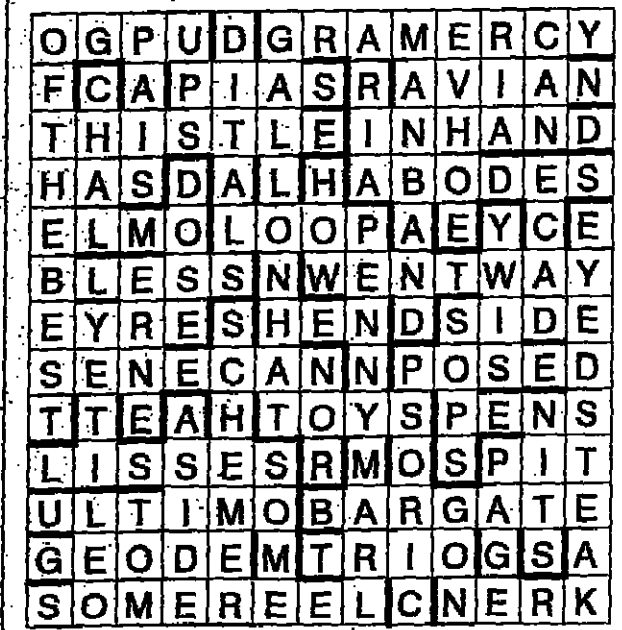 OGPUDGRAMERCY
FCAPIASRAVIAN
THISTLEINHAND
HASDALHABODES
ELMOLOOPAEYCE
BLESSNWENTWAY
EYRESHENDSIDE
SENECANNPOSED
TTEAHTOYSPENS
LISSESRMOSPIT
ULTIMOBARGATE
GEODEMTRIOGSA
SOMEREELCNERK